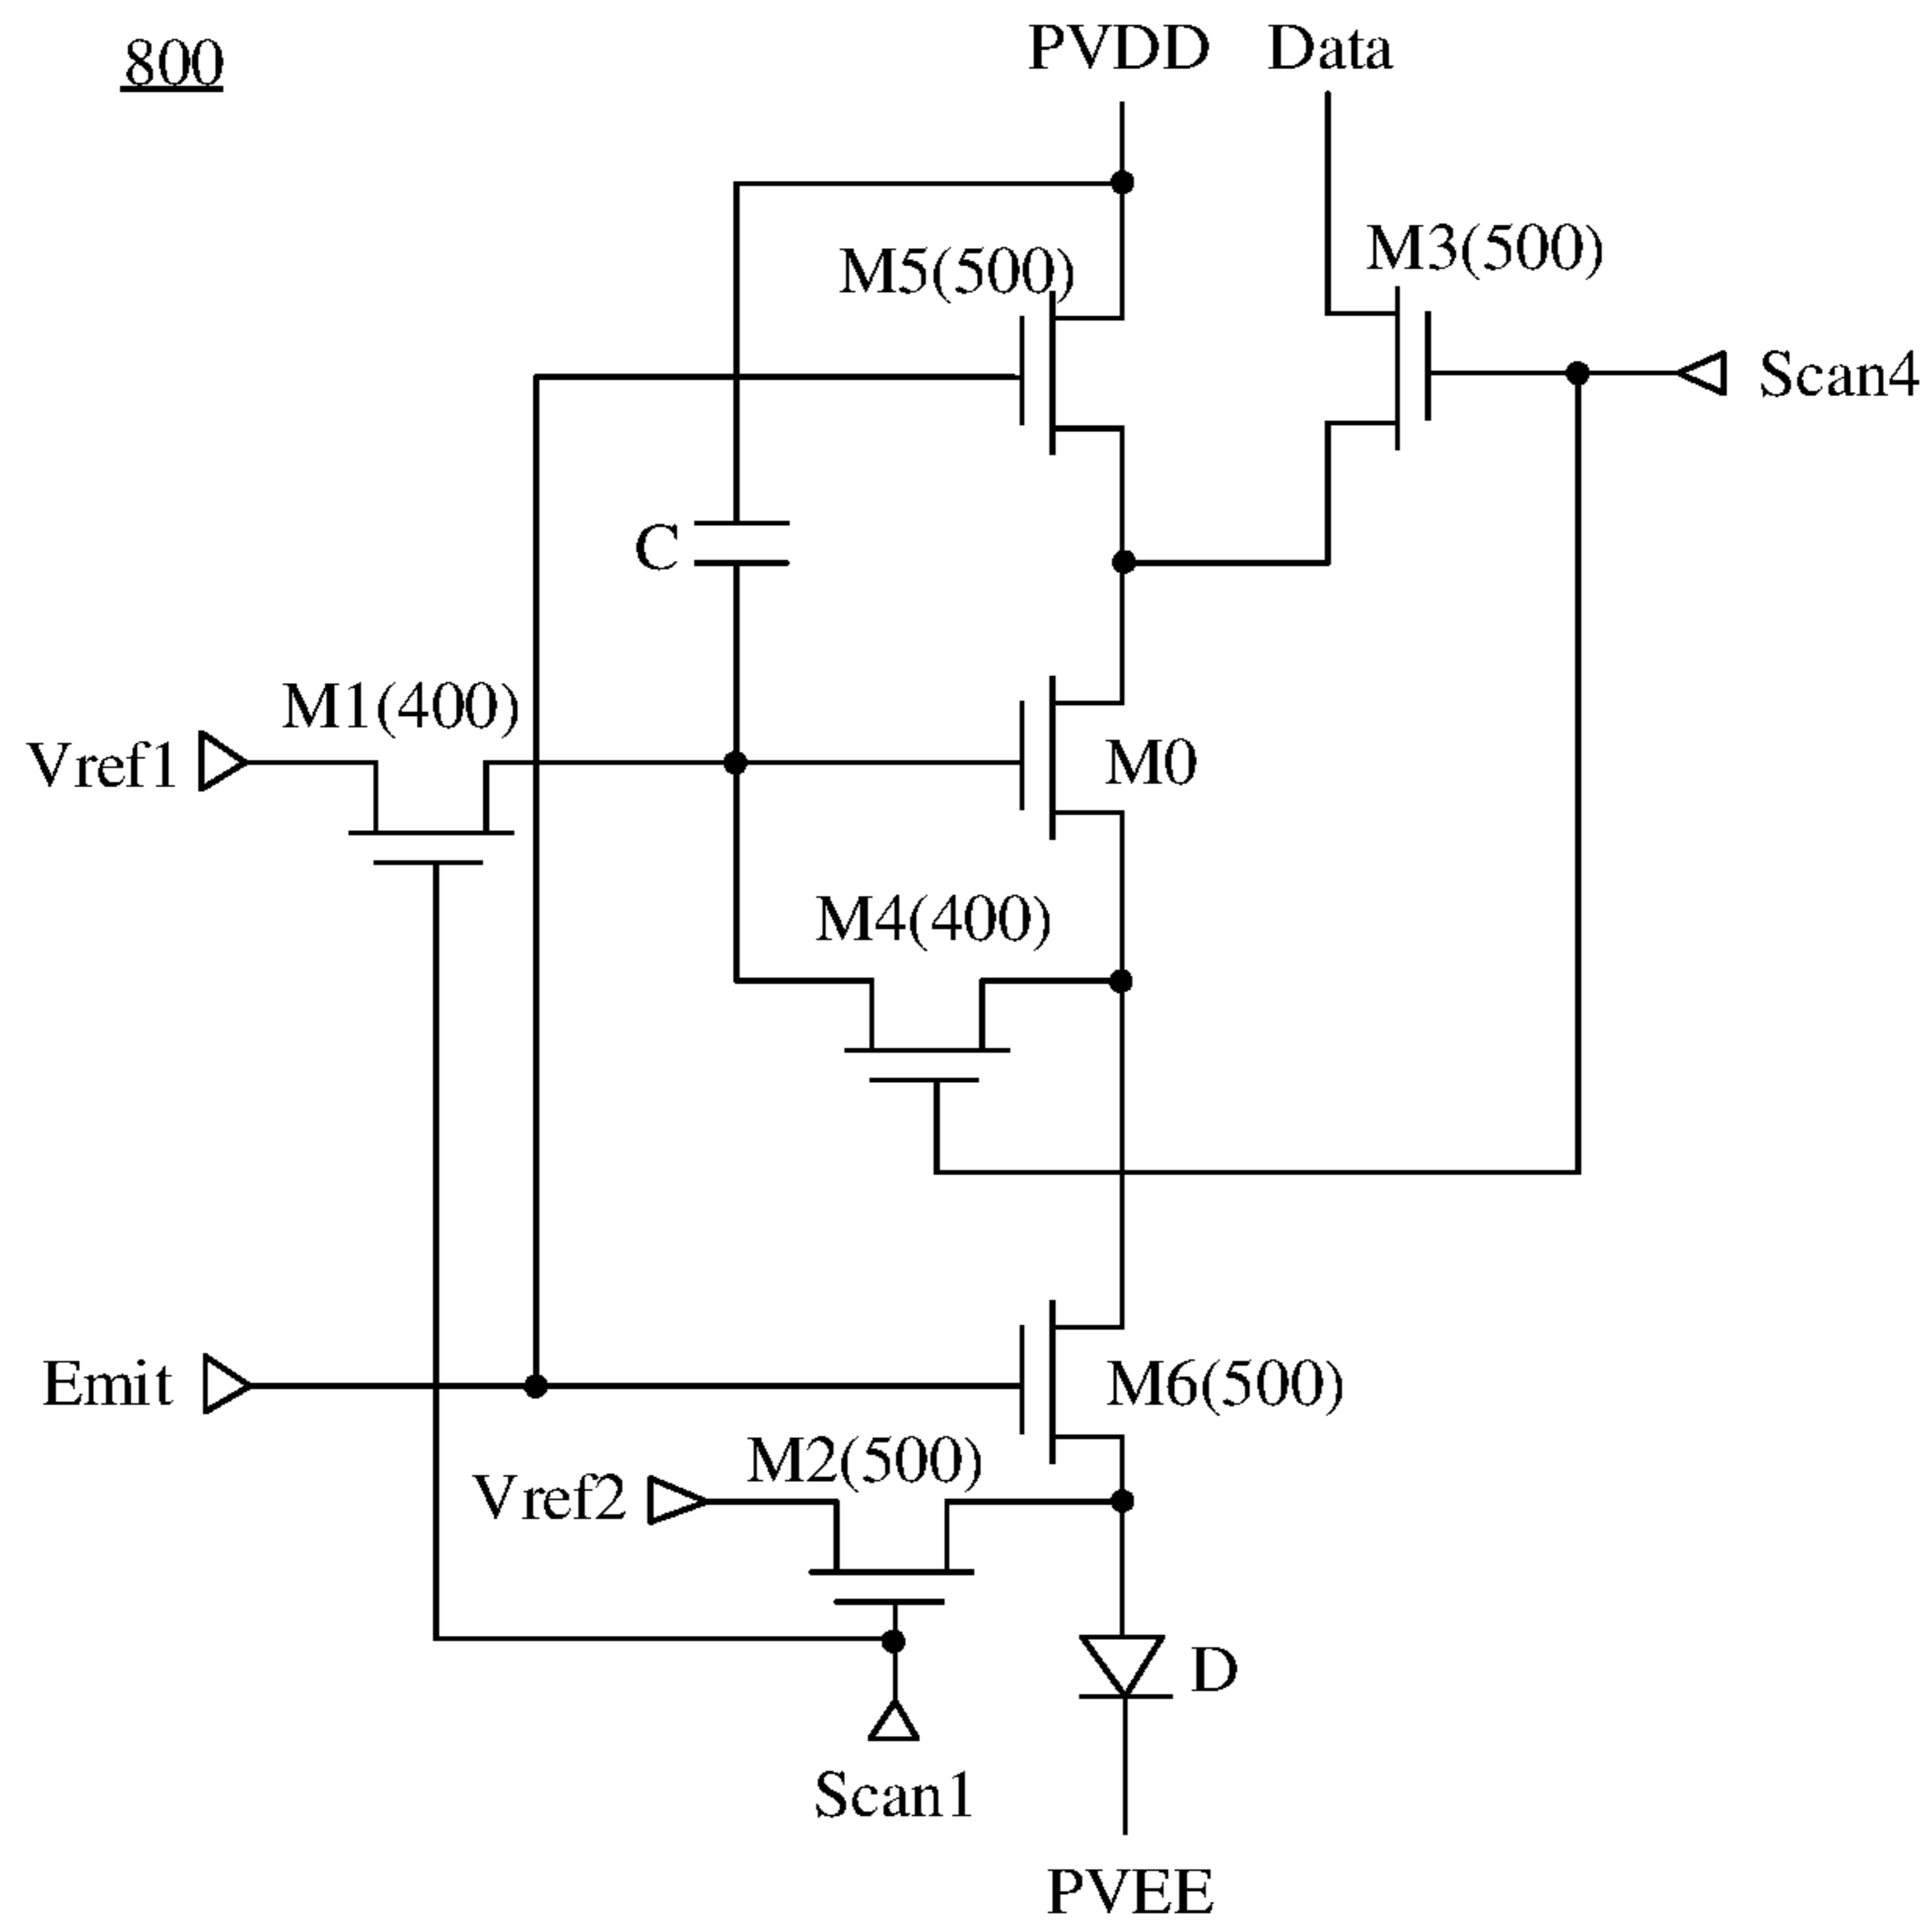 800
PVDD
Data
M5(500)
M3(500)
Scan4
C
M1(400)
Vref1
M0
M4(400)
Emit
M6(500)
M2(500)
Vref2
D
Scan1
PVEE